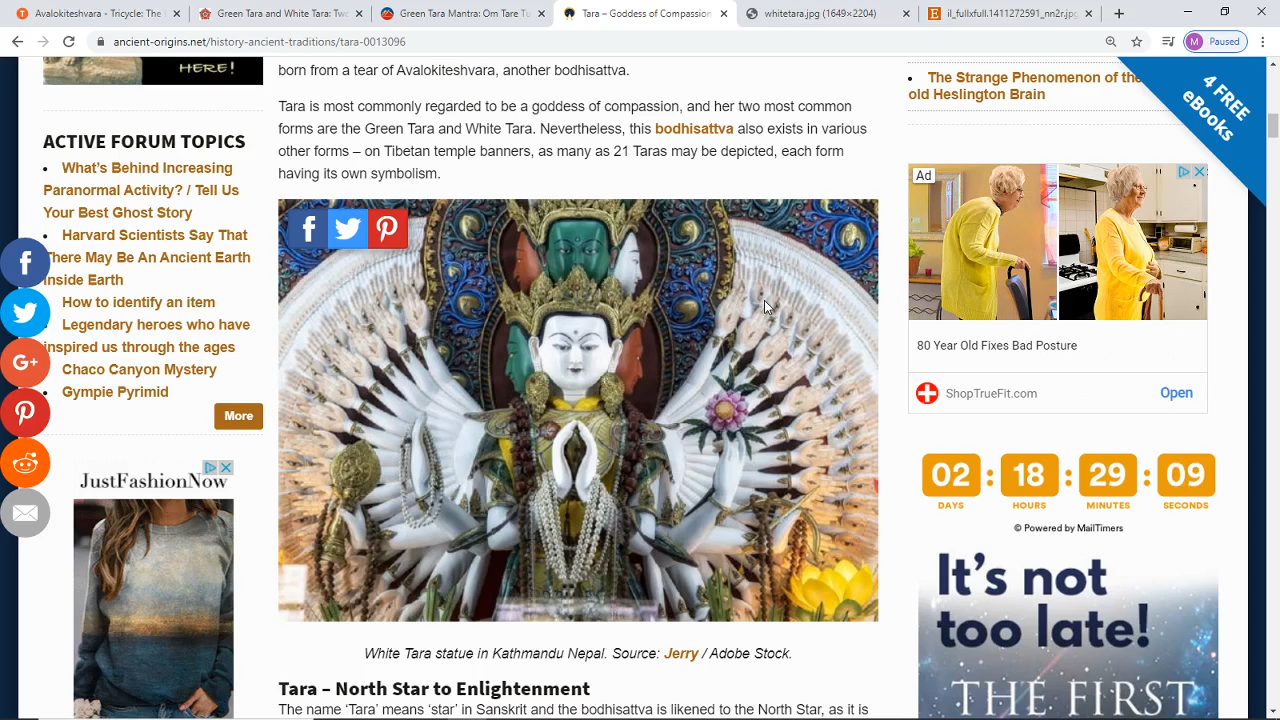 Tara: Awakening I
Tara Goddess: Two
Green Tara Mantra: Om Tare Tu
Tara – Goddess of Compassion
whitetara.jpg (1649×2204)
il_fullxfull.1411272591_nn2r.jpg
ancient-origins.net/history-ancient-traditions/tara-0013096
M Paused
HERE!
ACTIVE FORUM TOPICS
What's Behind Increasing
Paranormal Activity? / Tell Us
Your Best Ghost Story
Harvard Scientists Say That
There May Be An Ancient Earth
Inside Earth
How to identify an item
Legendary heroes who have
inspired us through the ages
Chaco Canyon Mystery
Gympie Pyrimid
More
JustFashionNow
born from a tear of Avalokiteshvara, another bodhisattva.
Tara is most commonly regarded to be a goddess of compassion, and her two most common
forms are the Green Tara and White Tara. Nevertheless, this bodhisattva also exists in various
other forms – on Tibetan temple banners, as many as 21 Taras may be depicted, each form
having its own symbolism.
White Tara statue in Kathmandu Nepal. Source: Jerry / Adobe Stock.
Tara – North Star to Enlightenment
The name 'Tara' means 'star' in Sanskrit and the bodhisattva is likened to the North Star, as it is
The Strange Phenomenon of the
old Heslington Brain
4 FREE
eBooks
Ad
80 Year Old Fixes Bad Posture
ShopTrueFit.com
Open
02 : 18 : 29 : 09
DAYS HOURS MINUTES SECONDS
© Powered by MailTimers
It's not
too late!
THE FIRST